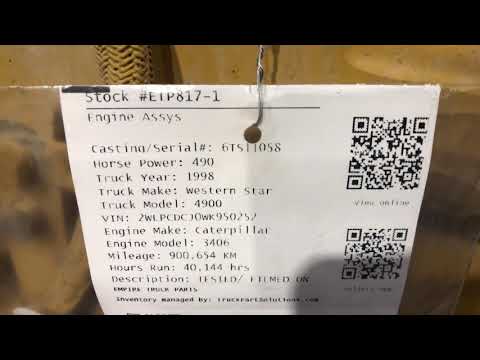 Stock #ETP817-1
Engine Assys
Casting/Serial#: 6TS11058
Horse Power: 490
Truck Year: 1998
Truck Make: Western Star
Truck Model: 4900
VIN:
Engine Make: Caterpillar
Engine Model: 3406
Mileage: 900,654 KM
Hours Run: 40,144 hrs
Description: TESTED/ FILMED OK
EMPIRE TRUCK PARTS
Inventory managed by: TruckPartSolutions.com
View online